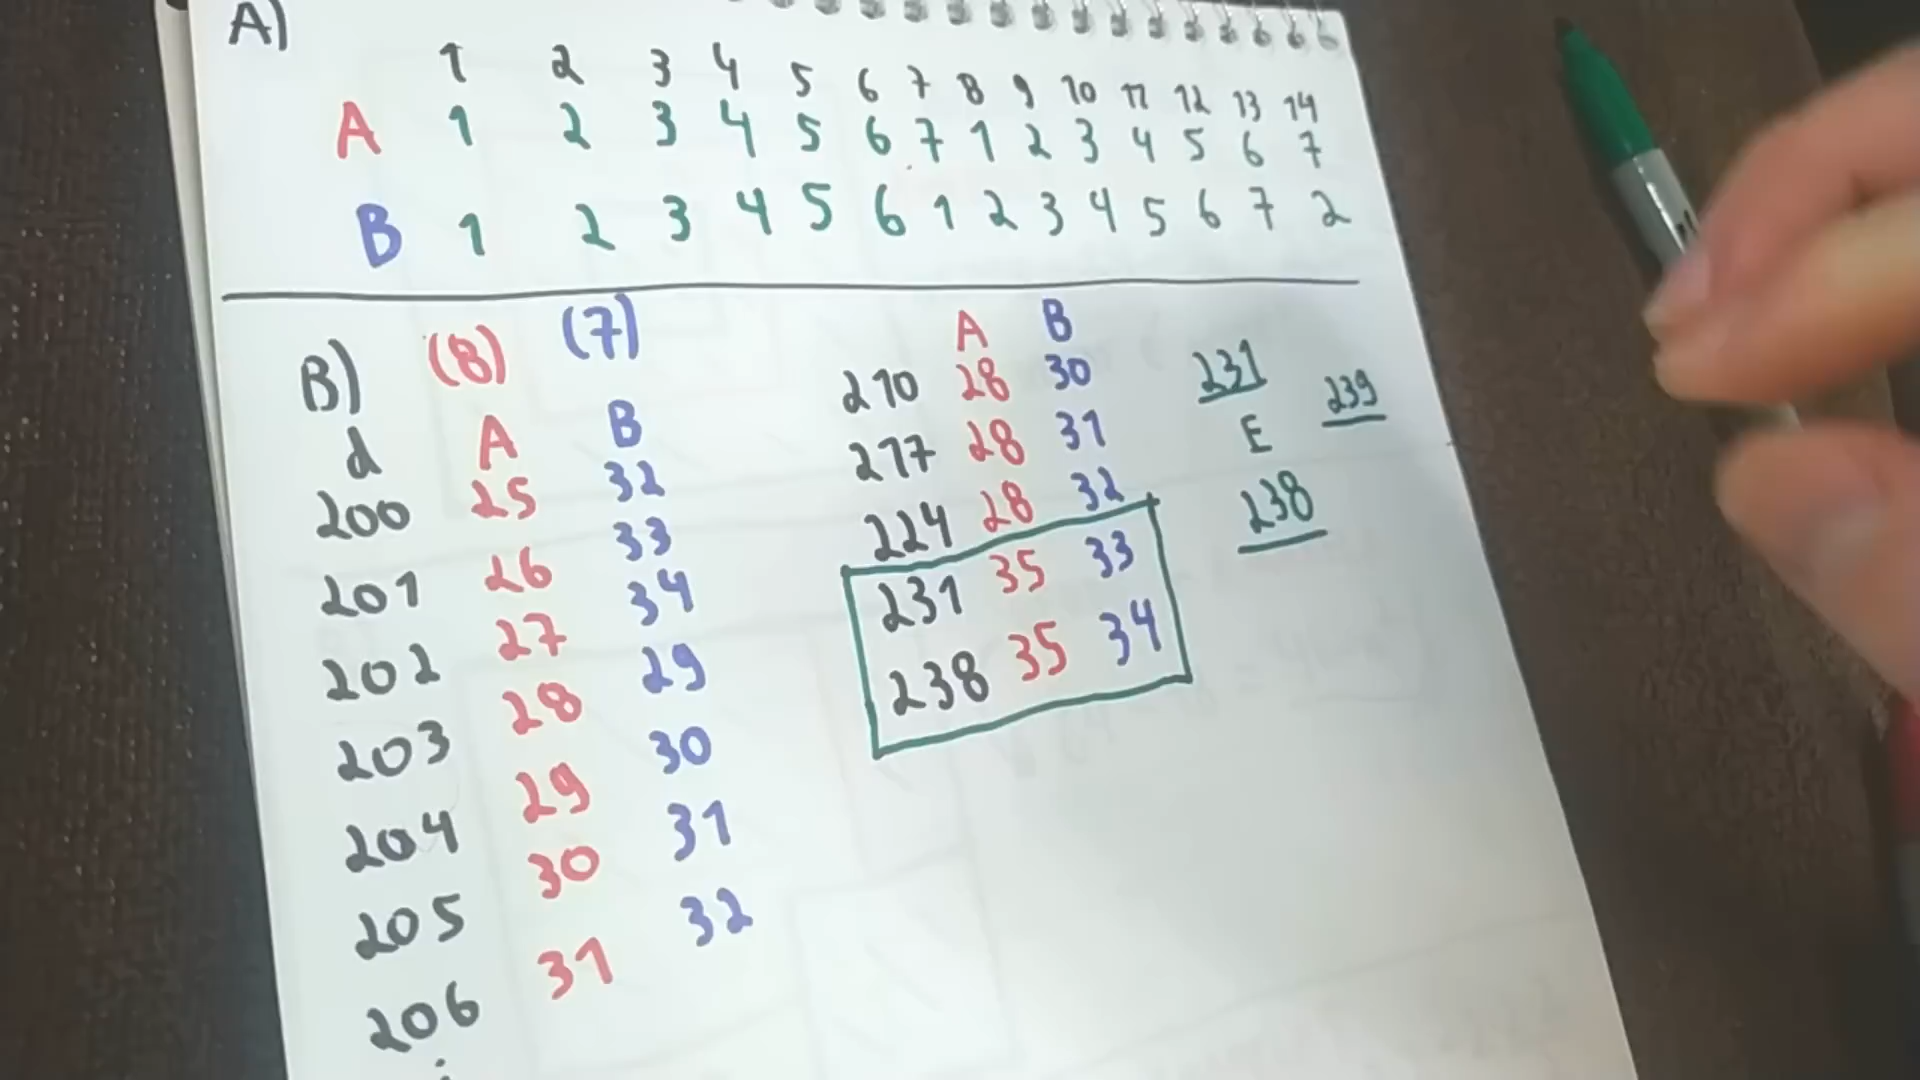 A)
1 2 3 4 5 6 7 8 9 10 11 12 13 14
A 1 2 3 4 5 6 7 1 2 3 4 5 6 7
B 1 2 3 4 5 6 1 2 3 4 5 6 7 2
B) (8) (7)
d A B
200 25 32
201 26 33
202 27 34
203 28 29
204 29 30
205 30 31
206 31 32
A B
210 28 30
217 28 31
224 28 32
231 35 33
238 35 34
231
E
238
239